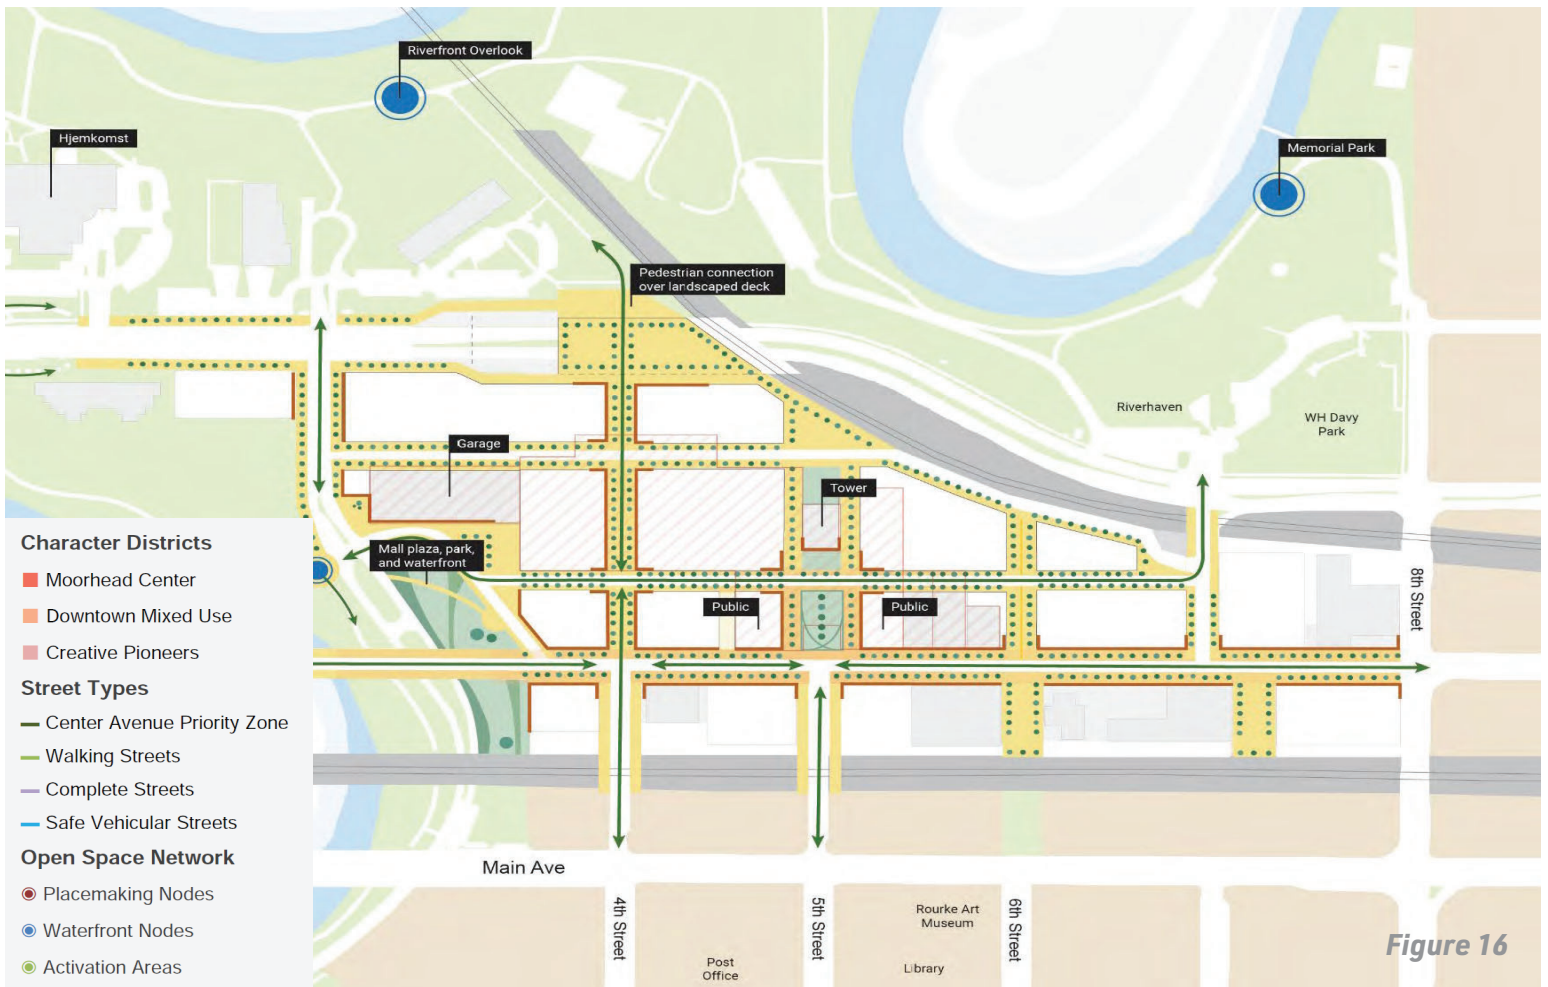 Riverfront Overlook
Hjemkomst
Memorial Park
Pedestrian connection
over landscaped deck
Riverhaven
WH Davy
Park
Garage
Tower
Mall plaza, park,
and waterfront
Public
Public
8th Street
Character Districts
Moorhead Center
Downtown Mixed Use
Creative Pioneers
Street Types
Center Avenue Priority Zone
Walking Streets
Complete Streets
Safe Vehicular Streets
Open Space Network
Placemaking Nodes
Waterfront Nodes
Activation Areas
Main Ave
4th Street
5th Street
6th Street
Rourke Art
Museum
Post
Office
Library
Figure 16